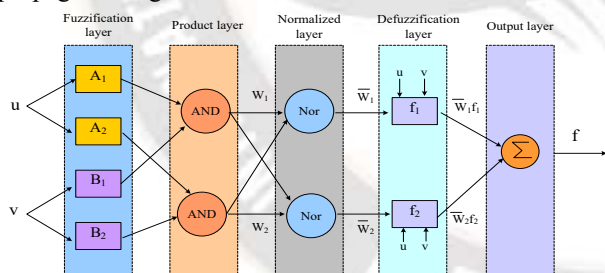 Fuzzification layer
Product layer
Normalized layer
Defuzzification layer
Output layer
u
v
A₁
A₂
B₁
B₂
AND
AND
W₁
W₂
Nor
Nor
W̅₁
W̅₂
u v
f₁
f₂
u v
W̅₁f₁
W̅₂f₂
Σ
f